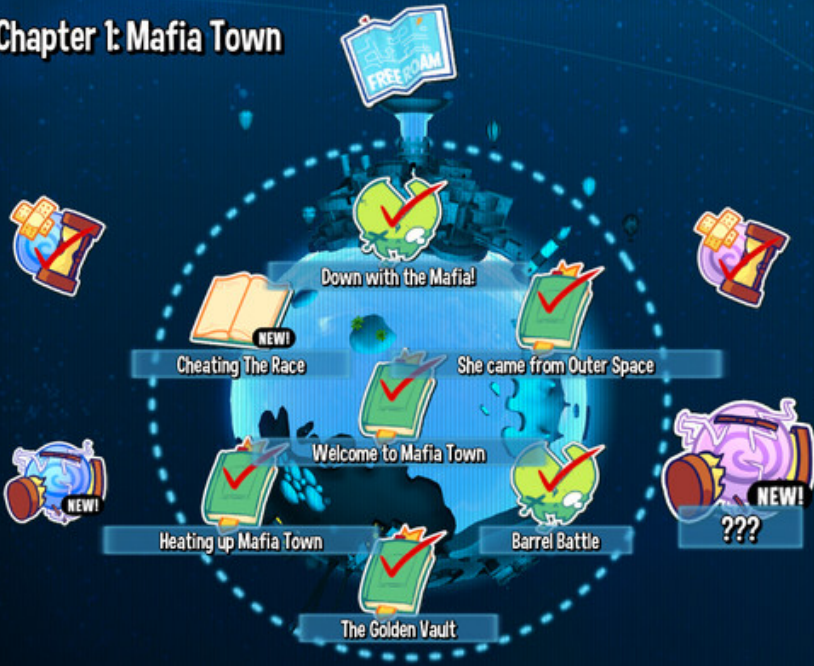 Chapter 1: Mafia Town
FREE ROAM
Down with the Mafia!
NEW!
Cheating The Race
She came from Outer Space
Welcome to Mafia Town
NEW!
NEW!
Heating up Mafia Town
Barrel Battle
???
The Golden Vault